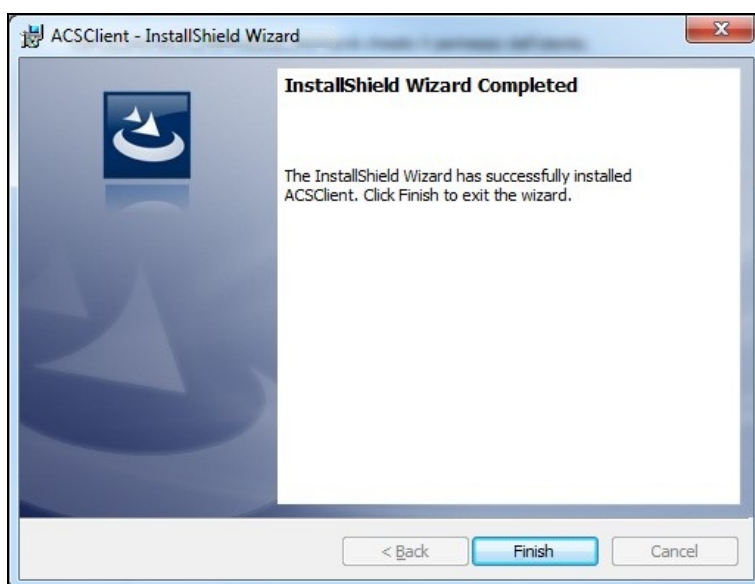 ACSClient - InstallShield Wizard
InstallShield Wizard Completed
The InstallShield Wizard has successfully installed
ACSClient. Click Finish to exit the wizard.
< Back
Finish
Cancel